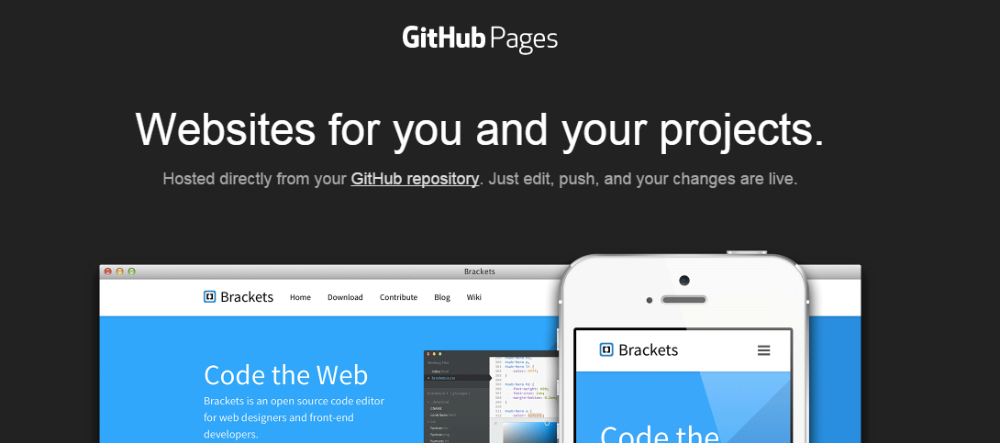 GitHub Pages
Websites for you and your projects.
Hosted directly from your GitHub repository. Just edit, push, and your changes are live.
Brackets
Brackets Home Download Contribute Blog Wiki
Brackets
Code the Web
Brackets is an open source code editor
for web designers and front-end
developers.
Code the